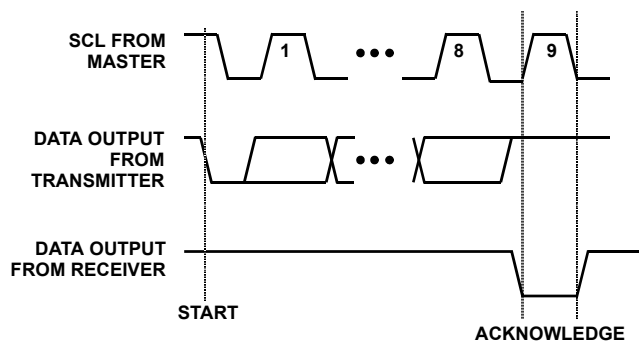 SCL FROM
MASTER
1
8
9
DATA OUTPUT
FROM
TRANSMITTER
DATA OUTPUT
FROM RECEIVER
START
ACKNOWLEDGE